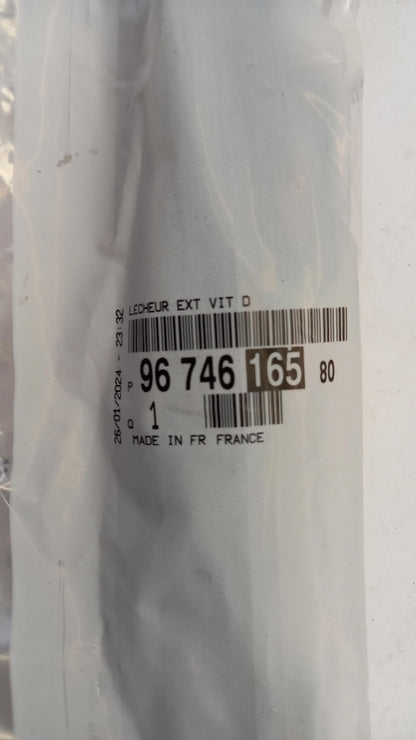 LECHEUR EXT VIT D
P 96 746 165 80
Q 1
MADE IN FR FRANCE
26/01/2024 - 23:32